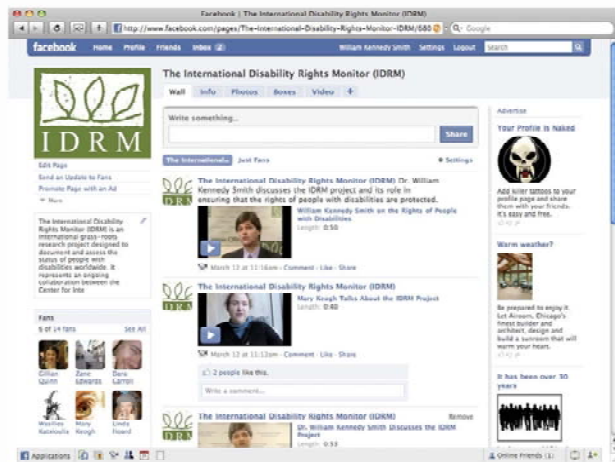 Facebook | The International Disability Rights Monitor (IDRM)
http://www.facebook.com/pages/The-International-Disability-Rights-Monitor-IDRM/680
Google
facebook Home Profile Friends Inbox (2) William Kennedy Smith Settings Logout Search
IDRM
Edit Page
Send an Update to Fans
Promote Page with an Ad
More
The International Disability
Rights Monitor (IDRM) is an
international grass-roots
research project designed to
document and assess the
status of people with
disabilities worldwide. It
represents an ongoing
collaboration between the
Center for Inte
Fans
6 of 14 fans See All
Gillian
Quinn
Zane
Edwards
Dara
Carroll
Mary
Keogh
Linda
The International Disability Rights Monitor (IDRM)
Wall Info Photos Boxes Video +
Write something...
Share
The International... Just Fans Settings
The International Disability Rights Monitor (IDRM) Dr. William
Kennedy Smith discusses the IDRM project and its role in
ensuring that the rights of people with disabilities are protected.
William Kennedy Smith on the Rights of People
with Disabilities
Length: 0:50
March 12 at 11:16am · Comment · Like · Share
The International Disability Rights Monitor (IDRM)
Mary Keogh Talks About the IDRM Project
Length: 0:40
March 12 at 11:12am · Comment · Like · Share
2 people like this.
Write a comment...
The International Disability Rights Monitor (IDRM) Remove
Dr. William Kennedy Smith Discusses the IDRM
Project
Length: 0:53
Advertise
Your Profile is Naked
Add killer tattoos to your
profile page and share
them with your friends.
It's easy and free.
Warm weather?
Be prepared to enjoy it.
Let Airoom, Chicago's
finest builder and
architect, design and
build a sunroom that will
warm your heart.
It has been over 30
years
Applications
Online Friends (1)